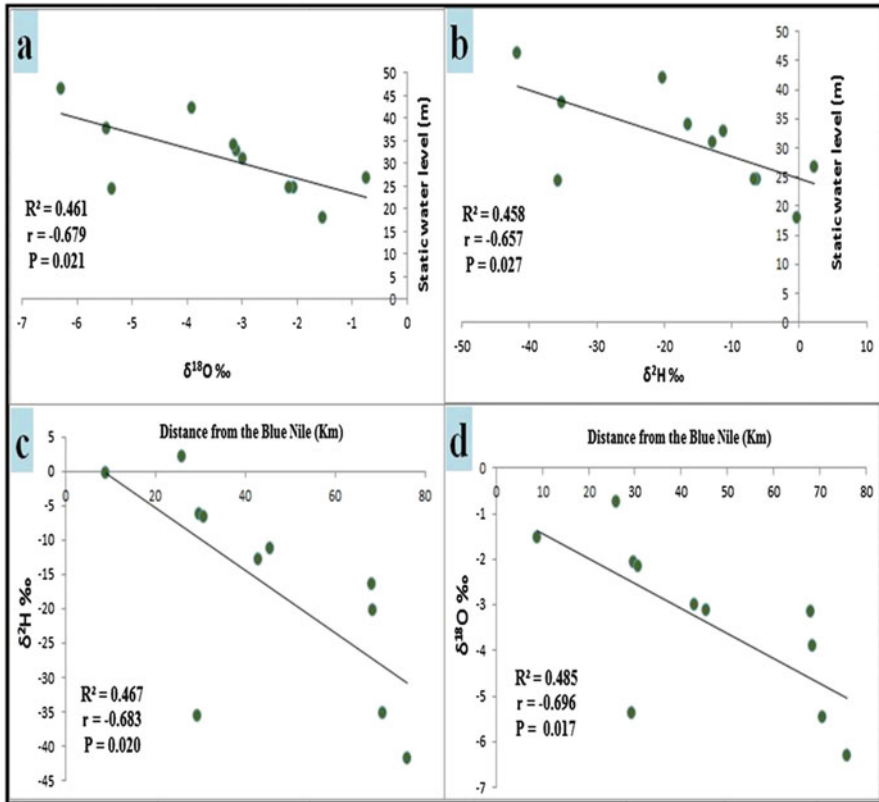 a
50
45
40
35
30
25
20
15
10
5
0
Static water level (m)
R² = 0.461
r = -0.679
P = 0.021
-7 -6 -5 -4 -3 -2 -1 0
δ¹⁸O ‰
b
50
45
40
35
30
25
20
15
10
5
0
Static water level (m)
R² = 0.458
r = -0.657
P = 0.027
-50 -40 -30 -20 -10 0 10
δ²H ‰
c
Distance from the Blue Nile (Km)
5
0
-5
-10
-15
-20
-25
-30
-35
-40
-45
0 20 40 60 80
δ²H ‰
R² = 0.467
r = -0.683
P = 0.020
d
Distance from the Blue Nile (Km)
0 10 20 30 40 50 60 70 80
0
-1
-2
-3
-4
-5
-6
-7
δ¹⁸O ‰
R² = 0.485
r = -0.696
P = 0.017